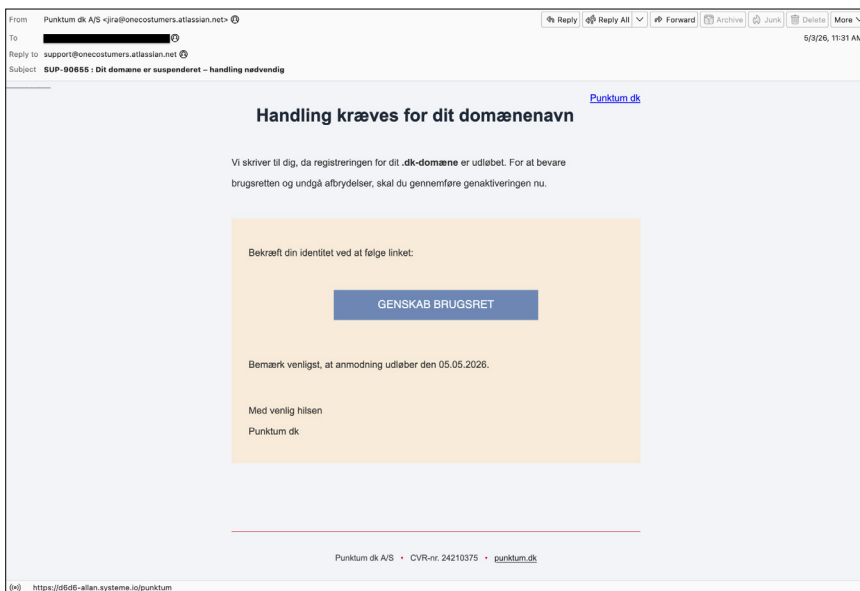 From Punktum dk A/S <jira@onecostumers.atlassian.net>
Reply Reply All Forward Archive Junk Delete More
To
5/3/26, 11:31 AM
Reply to support@onecostumers.atlassian.net
Subject SUP-90655 : Dit domæne er suspenderet – handling nødvendig
Punktum dk
Handling kræves for dit domænenavn
Vi skriver til dig, da registreringen for dit .dk-domæne er udløbet. For at bevare
brugsretten og undgå afbrydelser, skal du gennemføre genaktiveringen nu.
Bekræft din identitet ved at følge linket:
GENSKAB BRUGSRET
Bemærk venligst, at anmodning udløber den 05.05.2026.
Med venlig hilsen
Punktum dk
Punktum dk A/S • CVR-nr. 24210375 • punktum.dk
https://d6d6-allan.systeme.io/punktum